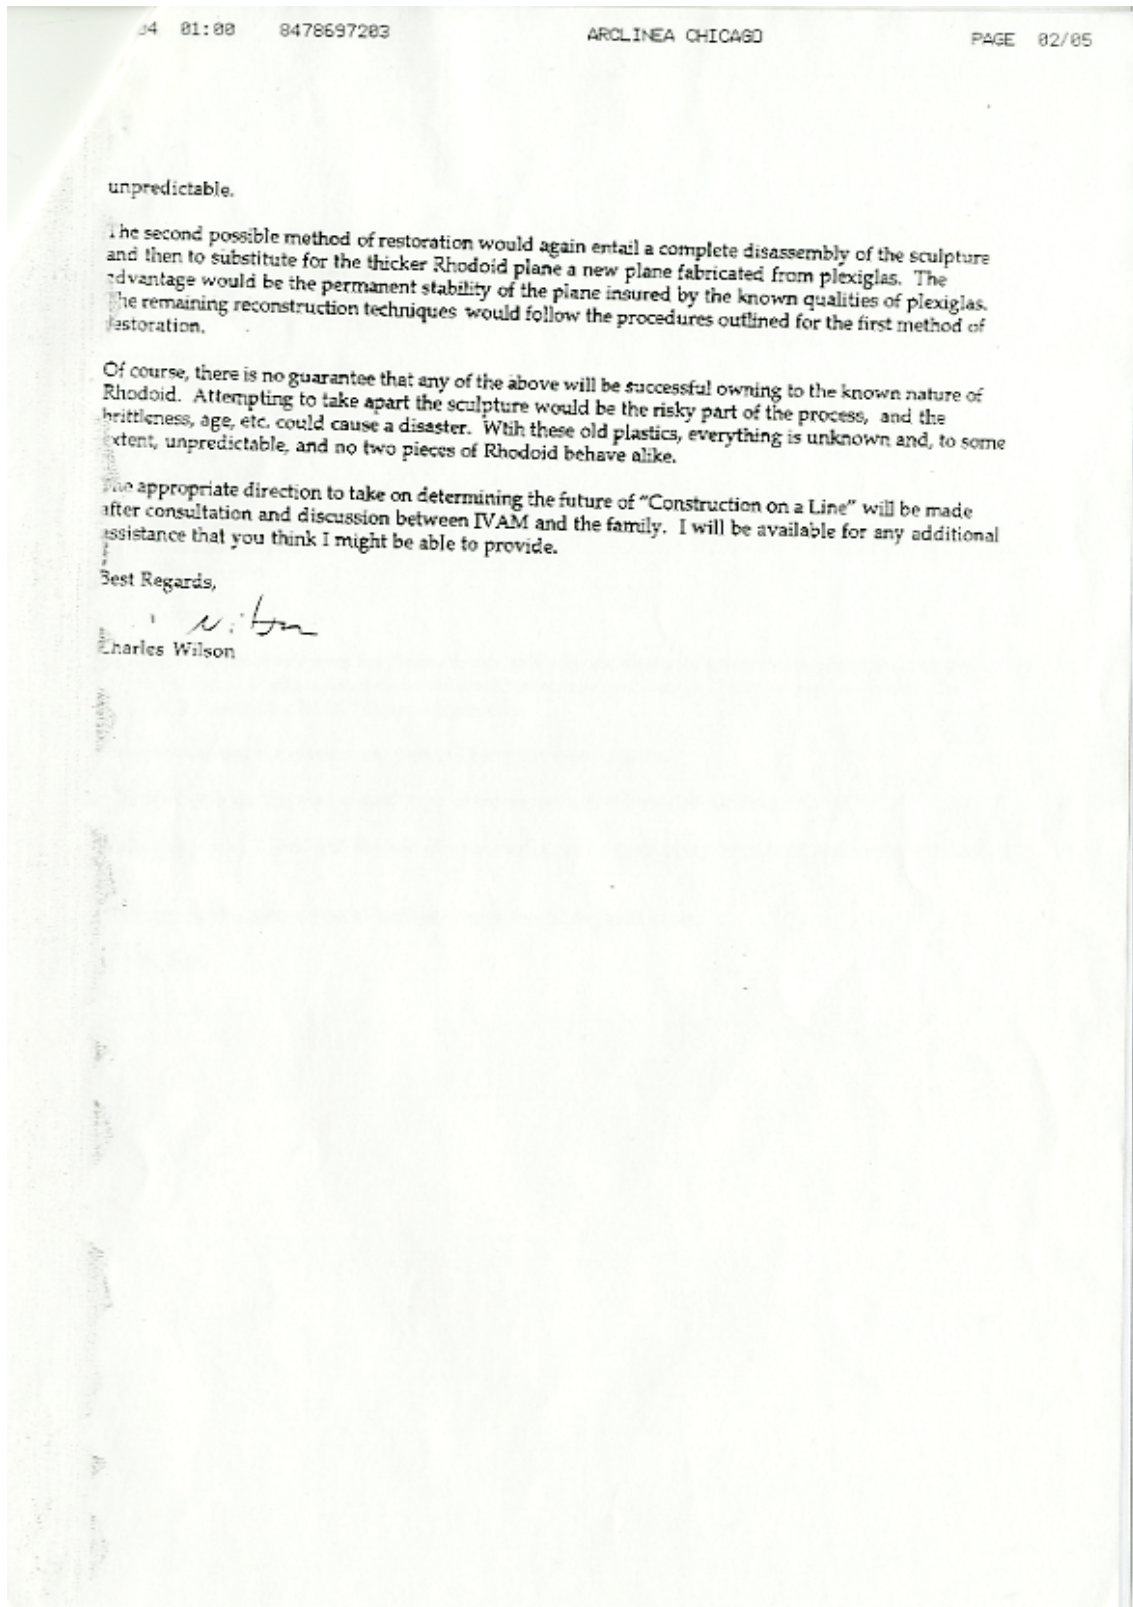 04 01:00 8478697203 ARCLINEA CHICAGO PAGE 02/05
unpredictable.
The second possible method of restoration would again entail a complete disassembly of the sculpture
and then to substitute for the thicker Rhodoid plane a new plane fabricated from plexiglas. The
advantage would be the permanent stability of the plane insured by the known qualities of plexiglas.
The remaining reconstruction techniques would follow the procedures outlined for the first method of
restoration.
Of course, there is no guarantee that any of the above will be successful owning to the known nature of
Rhodoid. Attempting to take apart the sculpture would be the risky part of the process, and the
brittleness, age, etc. could cause a disaster. Wtih these old plastics, everything is unknown and, to some
extent, unpredictable, and no two pieces of Rhodoid behave alike.
The appropriate direction to take on determining the future of "Construction on a Line" will be made
after consultation and discussion between IVAM and the family. I will be available for any additional
assistance that you think I might be able to provide.
Best Regards,
Charles Wilson